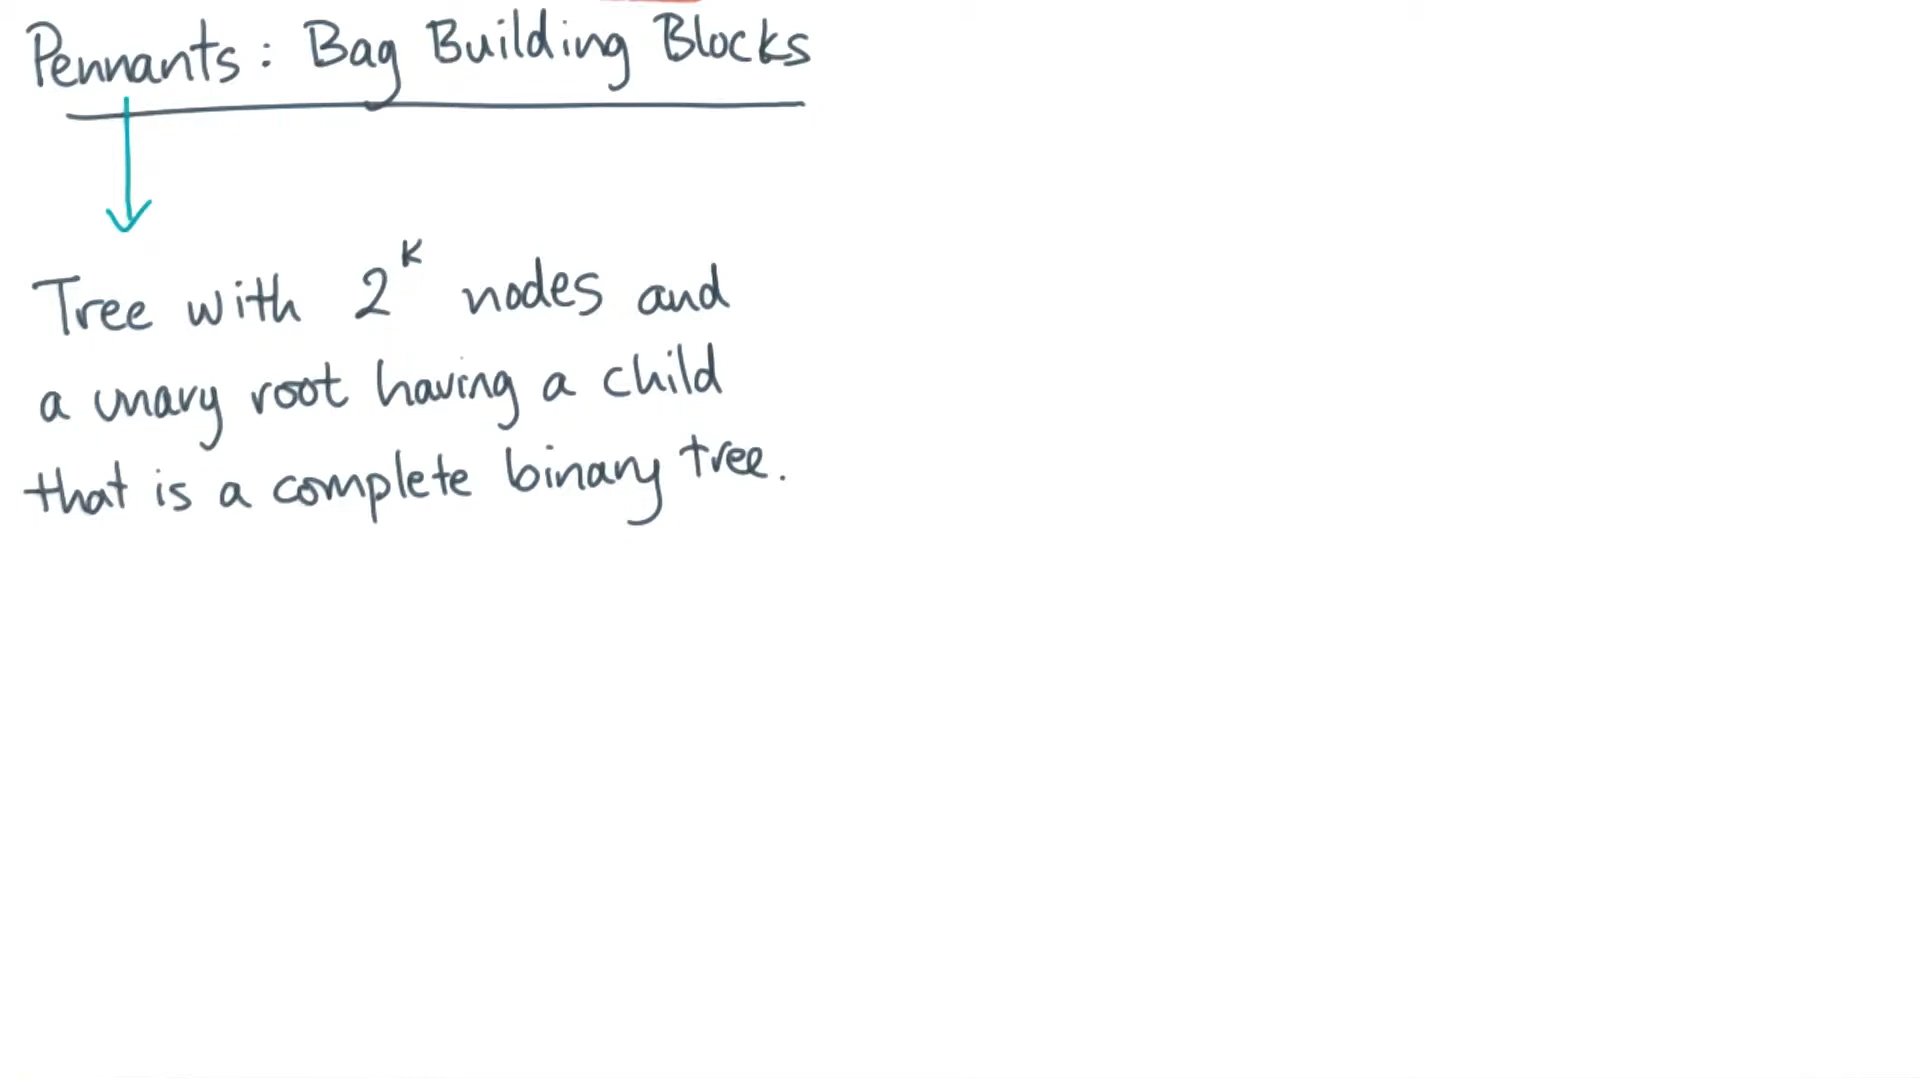 Pennants: Bag Building Blocks
Tree with 2^k nodes and
a unary root having a child
that is a complete binary tree.